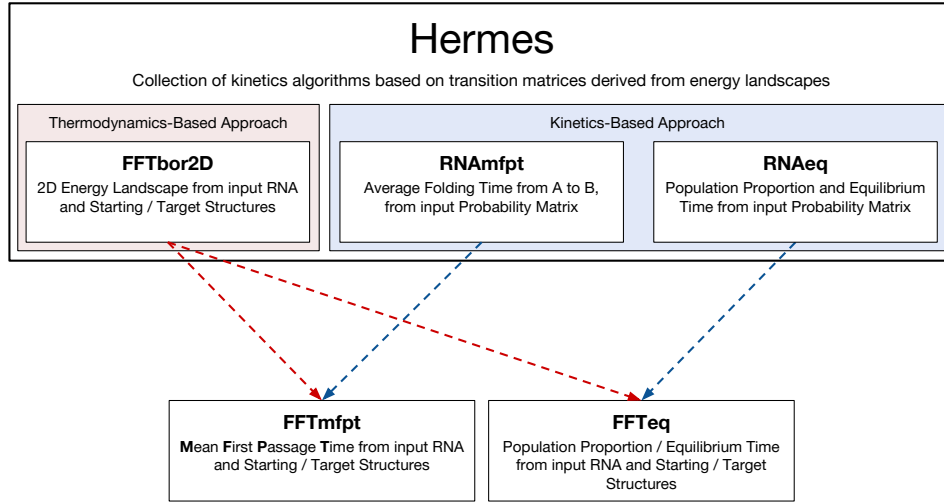 Hermes
Collection of kinetics algorithms based on transition matrices derived from energy landscapes
Thermodynamics-Based Approach
FFTbor2D
2D Energy Landscape from input RNA
and Starting / Target Structures
Kinetics-Based Approach
RNAmfpt
Average Folding Time from A to B,
from input Probability Matrix
RNAeq
Population Proportion and Equilibrium
Time from input Probability Matrix
FFTmfpt
Mean First Passage Time from input RNA
and Starting / Target Structures
FFTeq
Population Proportion / Equilibrium Time
from input RNA and Starting / Target
Structures